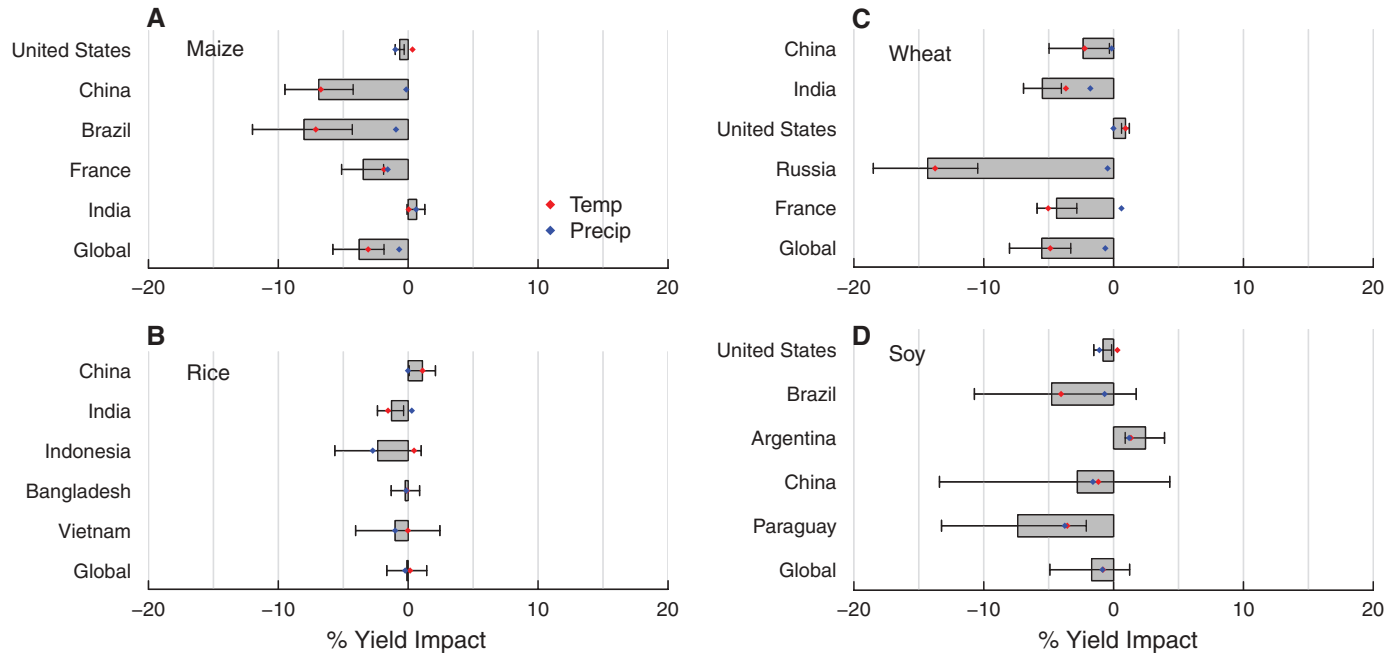 A
Maize
United States
China
Brazil
France
India
Global
Temp
Precip
−20 −10 0 10 20
B
Rice
China
India
Indonesia
Bangladesh
Vietnam
Global
−20 −10 0 10 20
% Yield Impact
C
Wheat
China
India
United States
Russia
France
Global
−20 −10 0 10 20
D
Soy
United States
Brazil
Argentina
China
Paraguay
Global
−20 −10 0 10 20
% Yield Impact